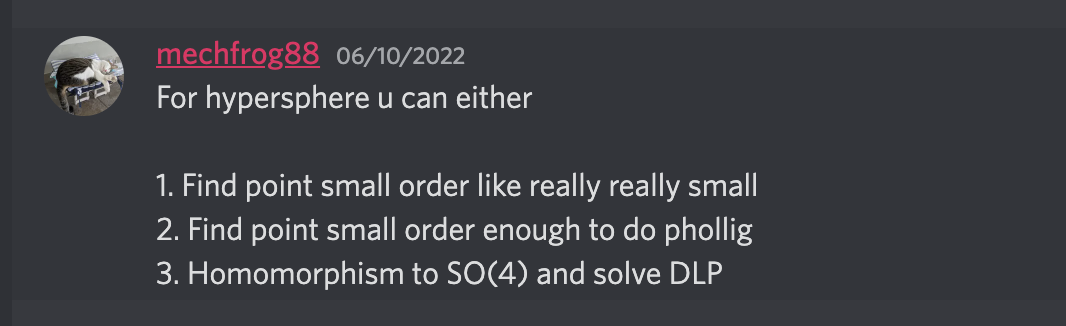 mechfrog88 06/10/2022
For hypersphere u can either
1. Find point small order like really really small
2. Find point small order enough to do phollig
3. Homomorphism to SO(4) and solve DLP